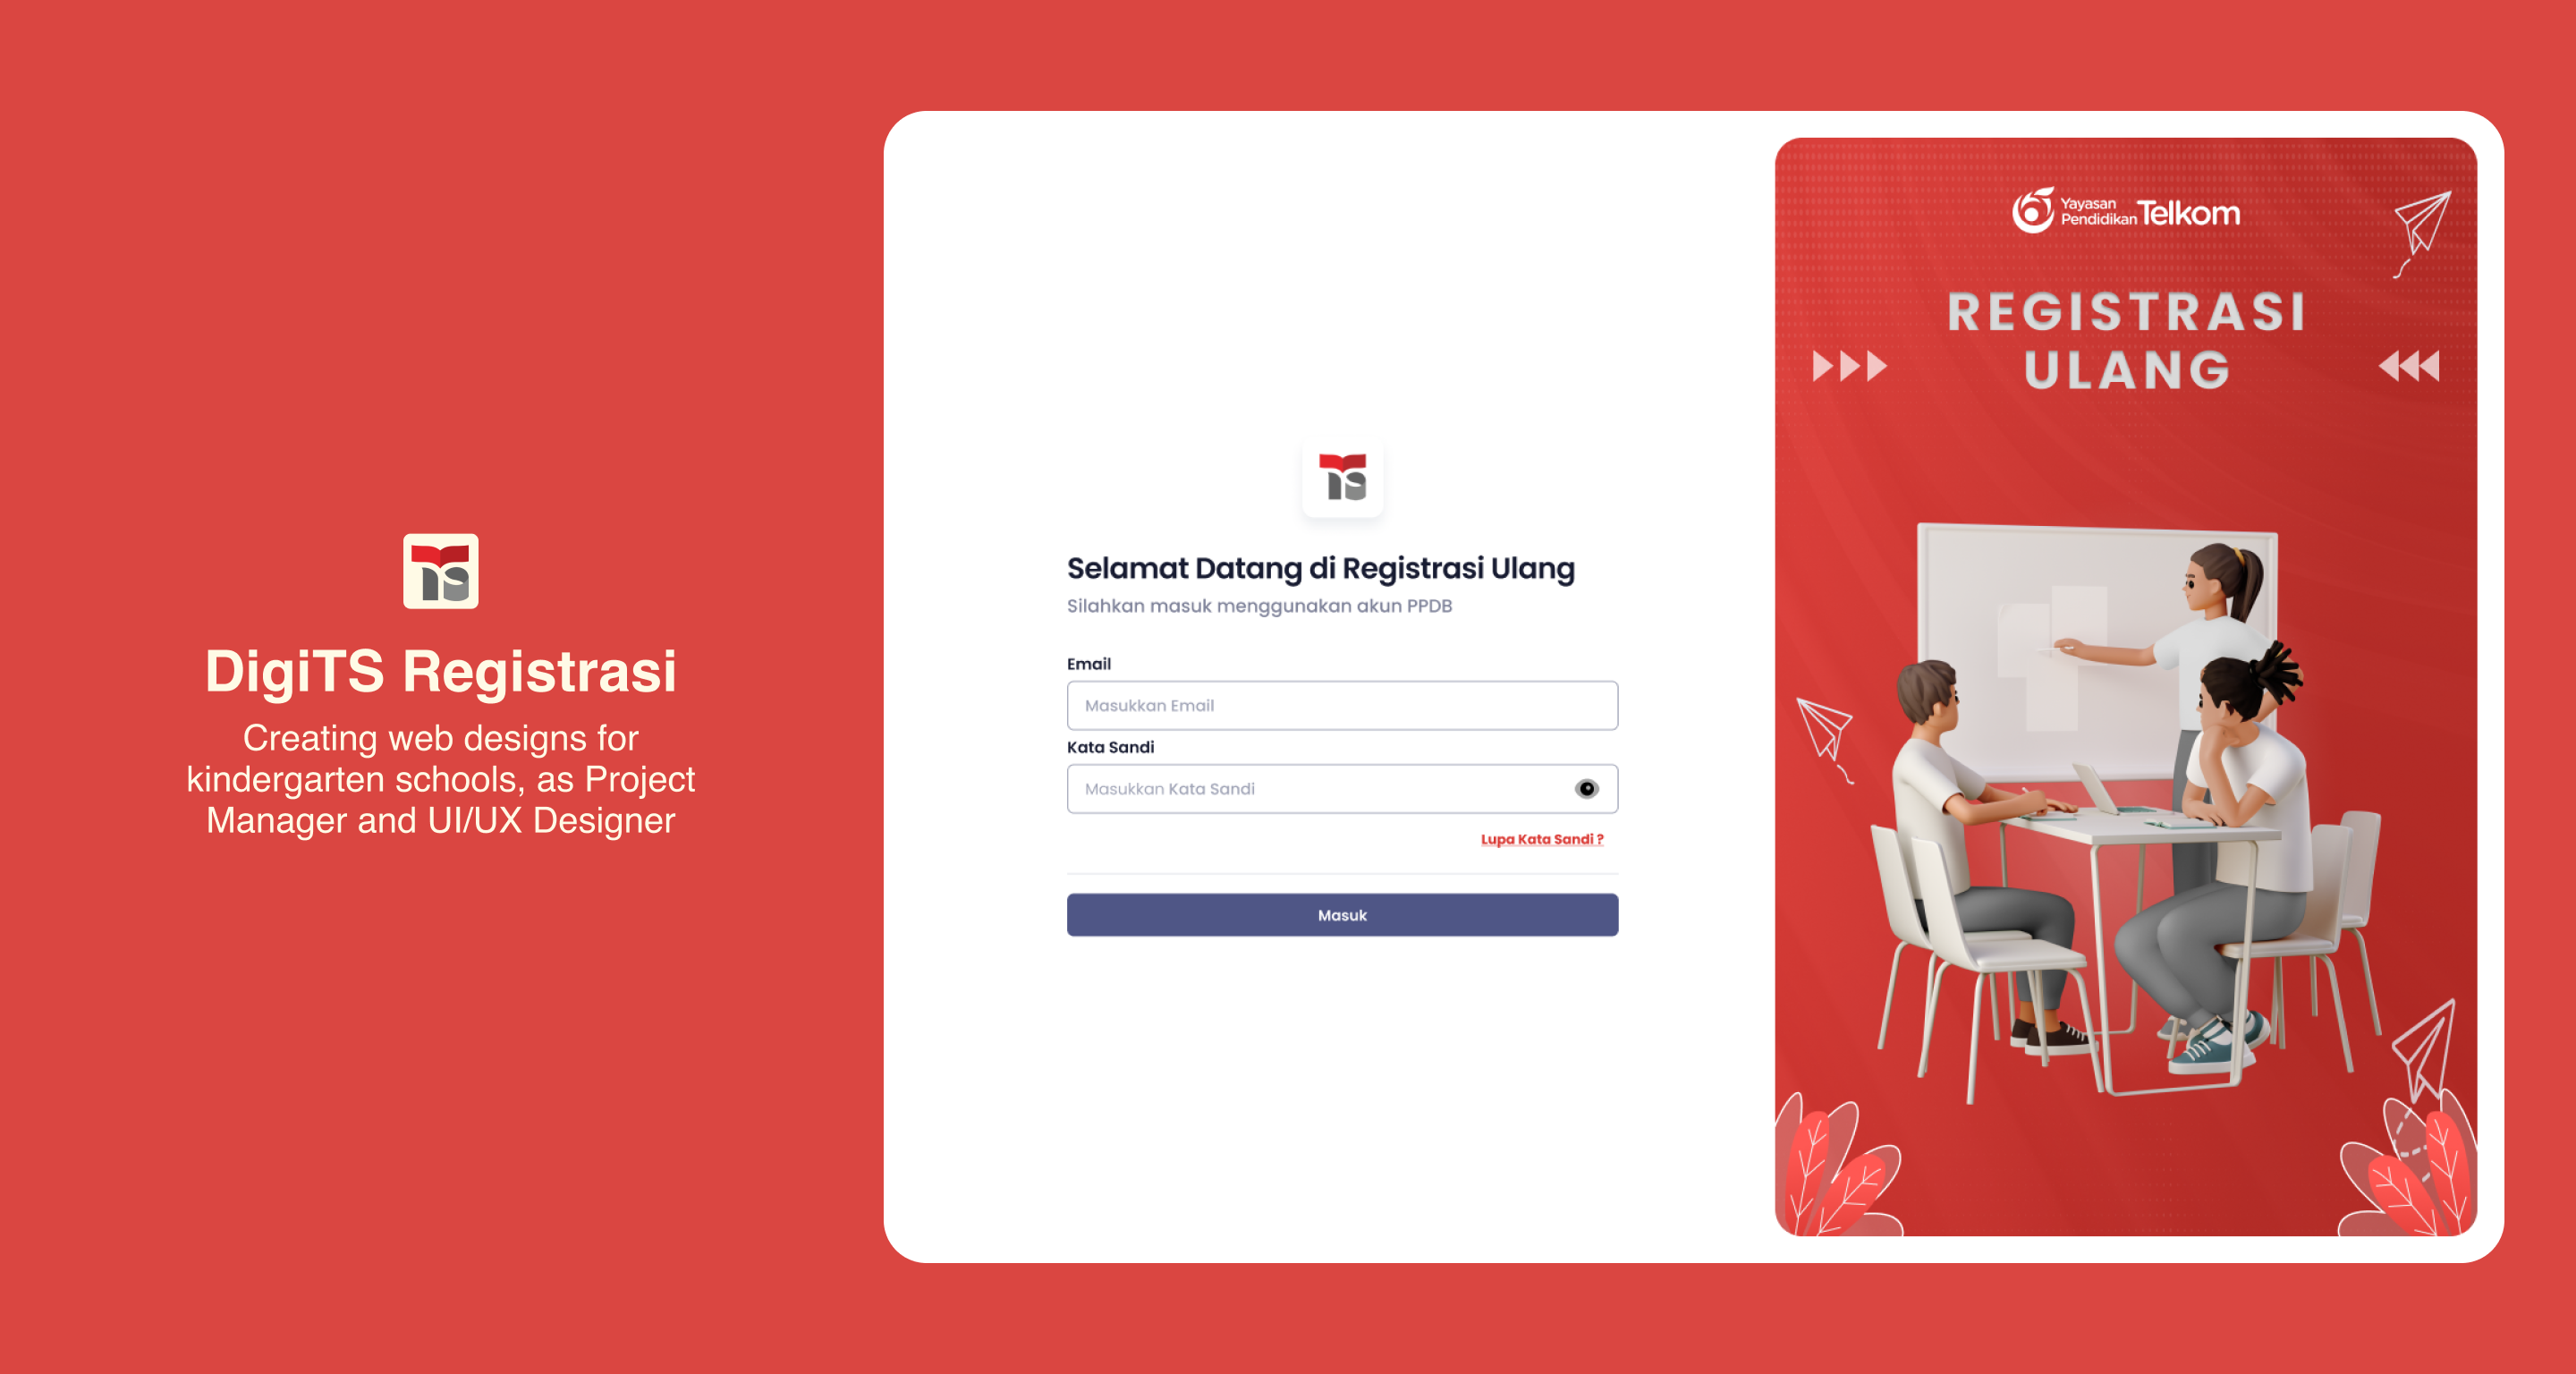 DigiTS Registrasi
Creating web designs for
kindergarten schools, as Project
Manager and UI/UX Designer
TS
Selamat Datang di Registrasi Ulang
Silahkan masuk menggunakan akun PPDB
Email
Masukkan Email
Kata Sandi
Masukkan Kata Sandi
Lupa Kata Sandi ?
Masuk
Yayasan
Pendidikan Telkom
REGISTRASI
ULANG